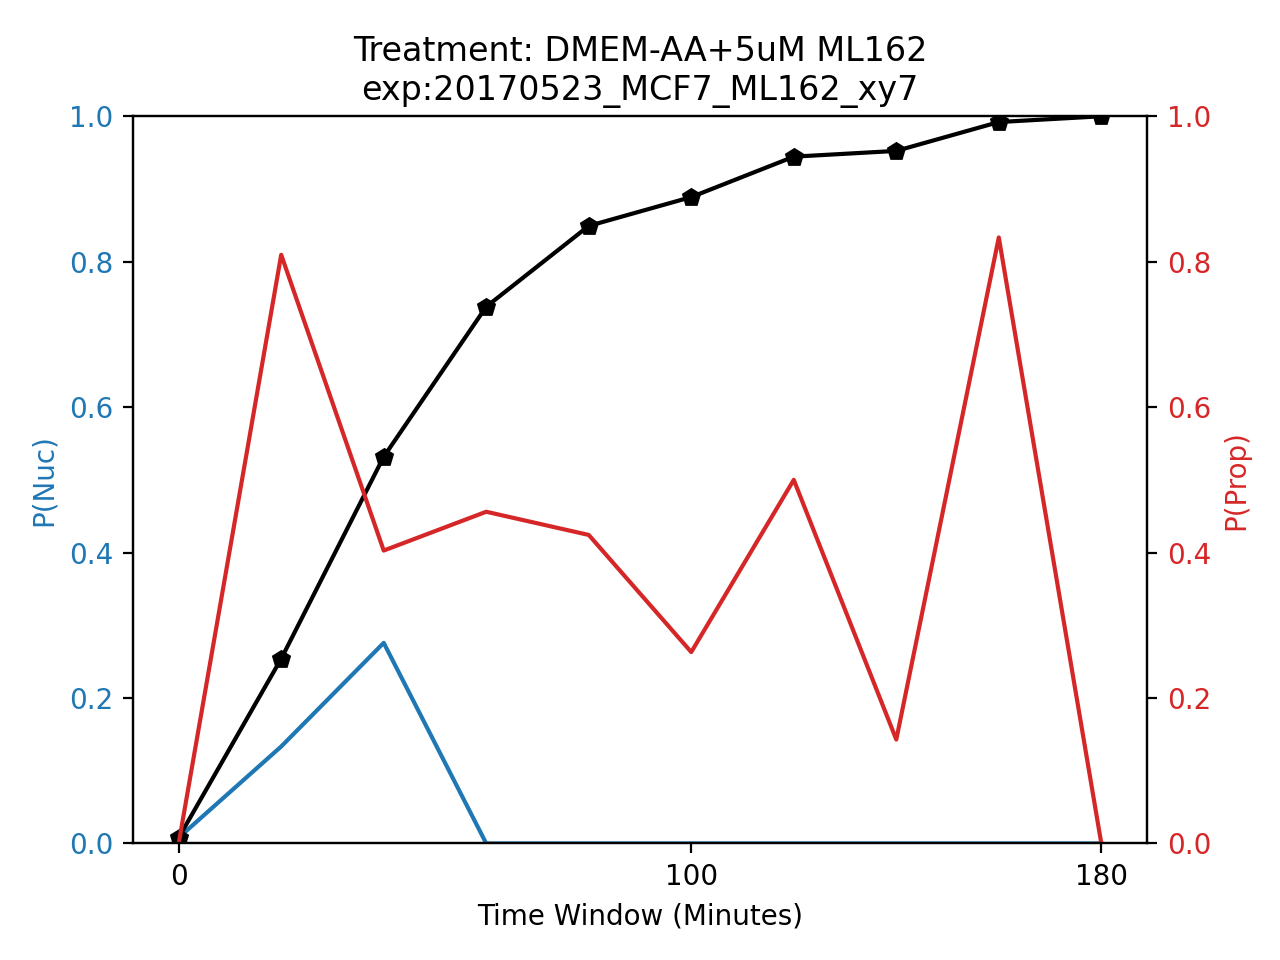 Treatment: DMEM-AA+5uM ML162
exp:20170523_MCF7_ML162_xy7
1.0
0.8
0.6
0.4
0.2
0.0
P(Nuc)
1.0
0.8
0.6
0.4
0.2
0.0
P(Prop)
0 100 180
Time Window (Minutes)